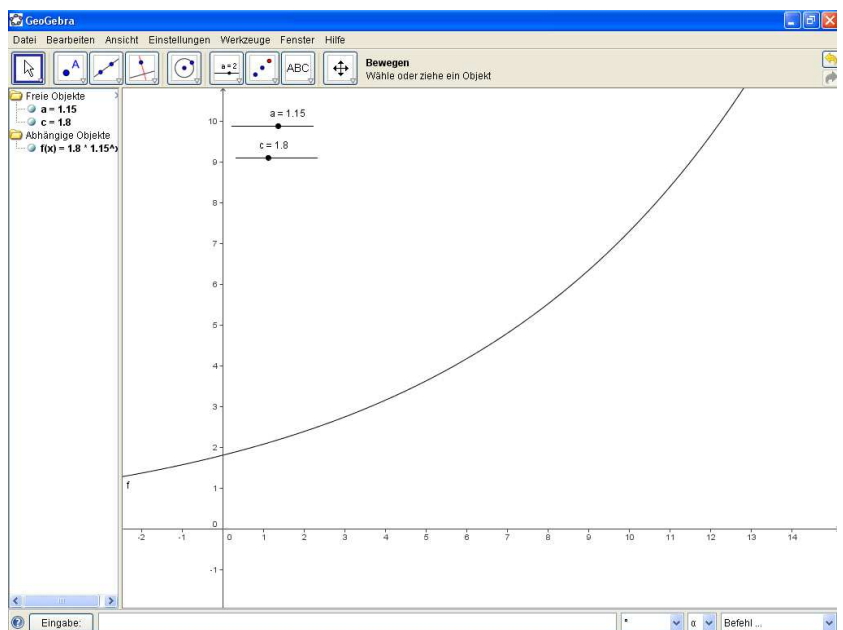 GeoGebra
Datei Bearbeiten Ansicht Einstellungen Werkzeuge Fenster Hilfe
A
a = 2
ABC
Bewegen
Wähle oder ziehe ein Objekt
Freie Objekte
a = 1.15
c = 1.8
Abhängige Objekte
f(x) = 1.8 * 1.15^x
a = 1.15
c = 1.8
10
9
8
7
6
5
4
3
2
1
0
-1
f
-2 -1 0 1 2 3 4 5 6 7 8 9 10 11 12 13 14
Eingabe:
°
α
Befehl ...